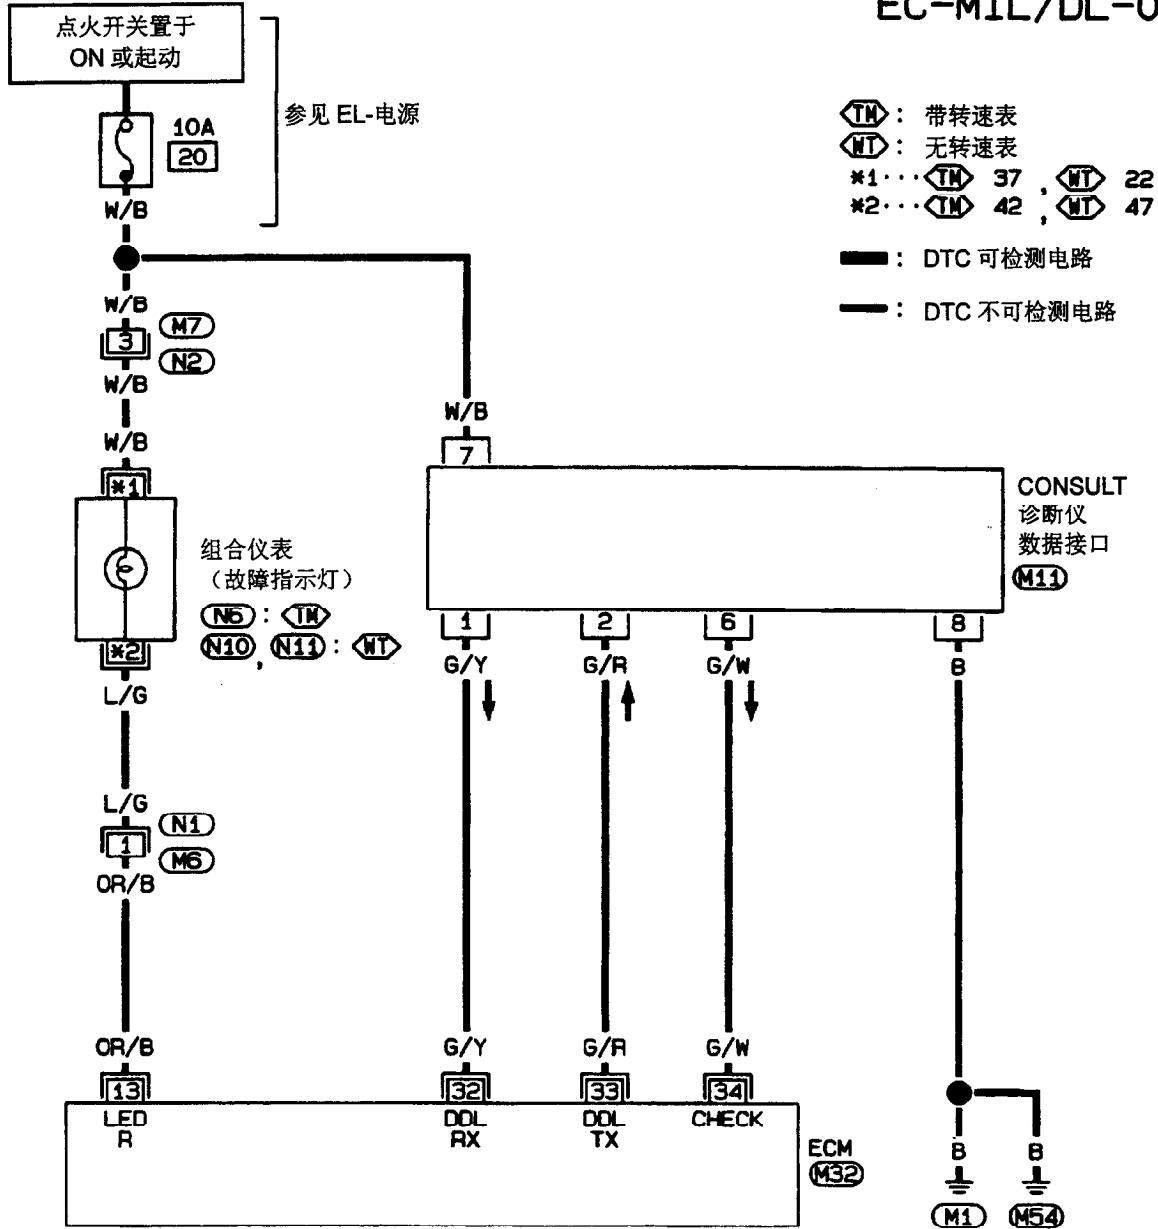 EC-MIL/DL-0
点火开关置于
ON 或起动
参见 EL-电源
10A
20
W/B
TM : 带转速表
WT : 无转速表
*1··· TM 37 , WT 22
*2··· TM 42 , WT 47
: DTC 可检测电路
: DTC 不可检测电路
W/B
3
M7
N2
W/B
W/B
W/B
7
*1
CONSULT
诊断仪
数据接口
M11
组合仪表
（故障指示灯）
N6 : TM
N10 , N11 : WT
*2
1 2 6 8
L/G G/Y G/R G/W B
L/G
1
N1
M6
OR/B
OR/B G/Y G/R G/W
13 32 33 34
LED DDL DDL CHECK
R RX TX
ECM
M32
B B
M1 M54